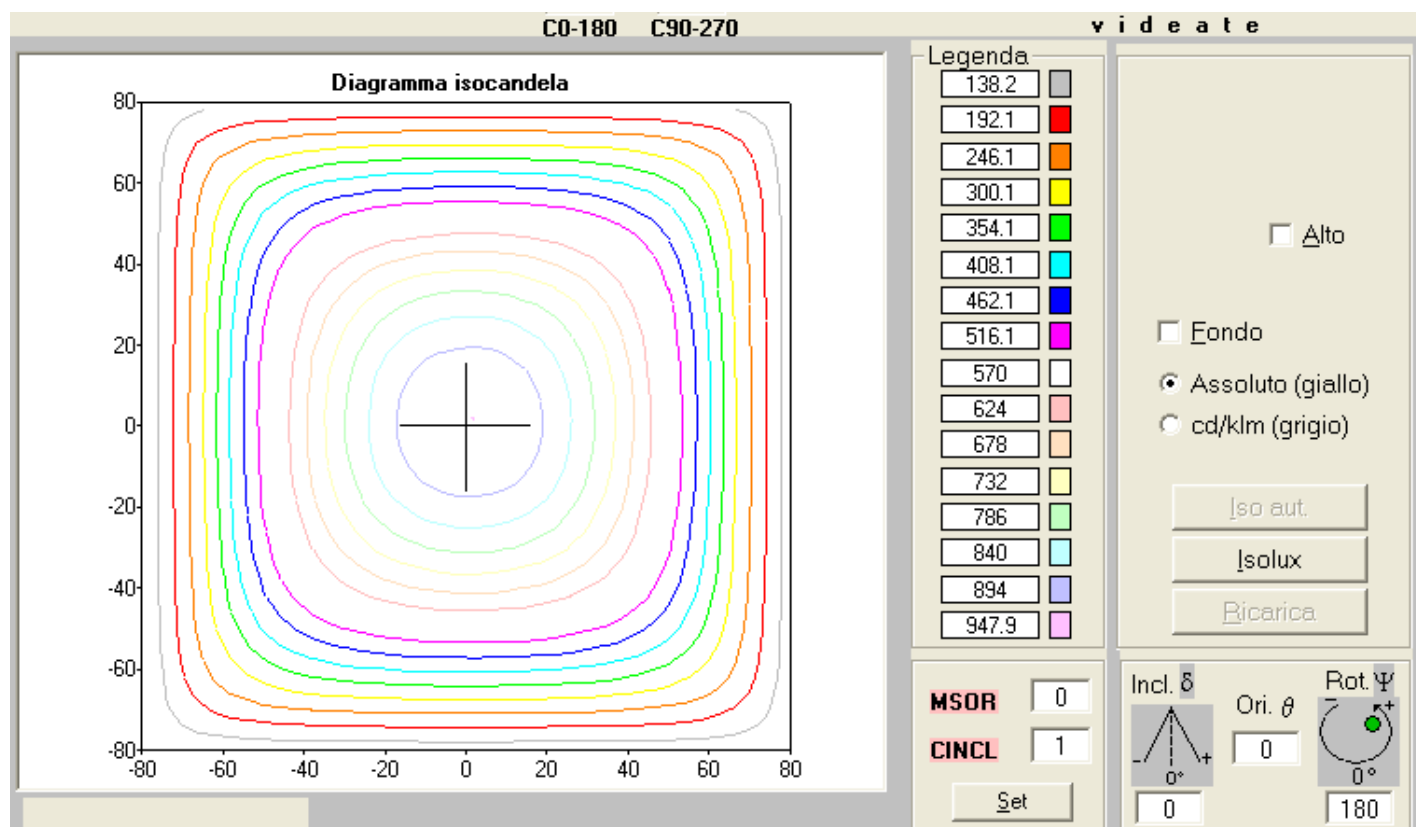 C0-180 C90-270 videate
Diagramma isocandela
80
60
40
20
0
-20
-40
-60
-80
-80 -60 -40 -20 0 20 40 60 80
Legenda
138.2
192.1
246.1
300.1
354.1
408.1
462.1
516.1
570
624
678
732
786
840
894
947.9
MSOR 0
CINCL 1
Set
Alto
Fondo
Assoluto (giallo)
cd/klm (grigio)
Iso aut.
Isolux
Ricarica
Incl. δ
- +
0°
0
Ori. θ
0
Rot. Ψ
- +
0°
180